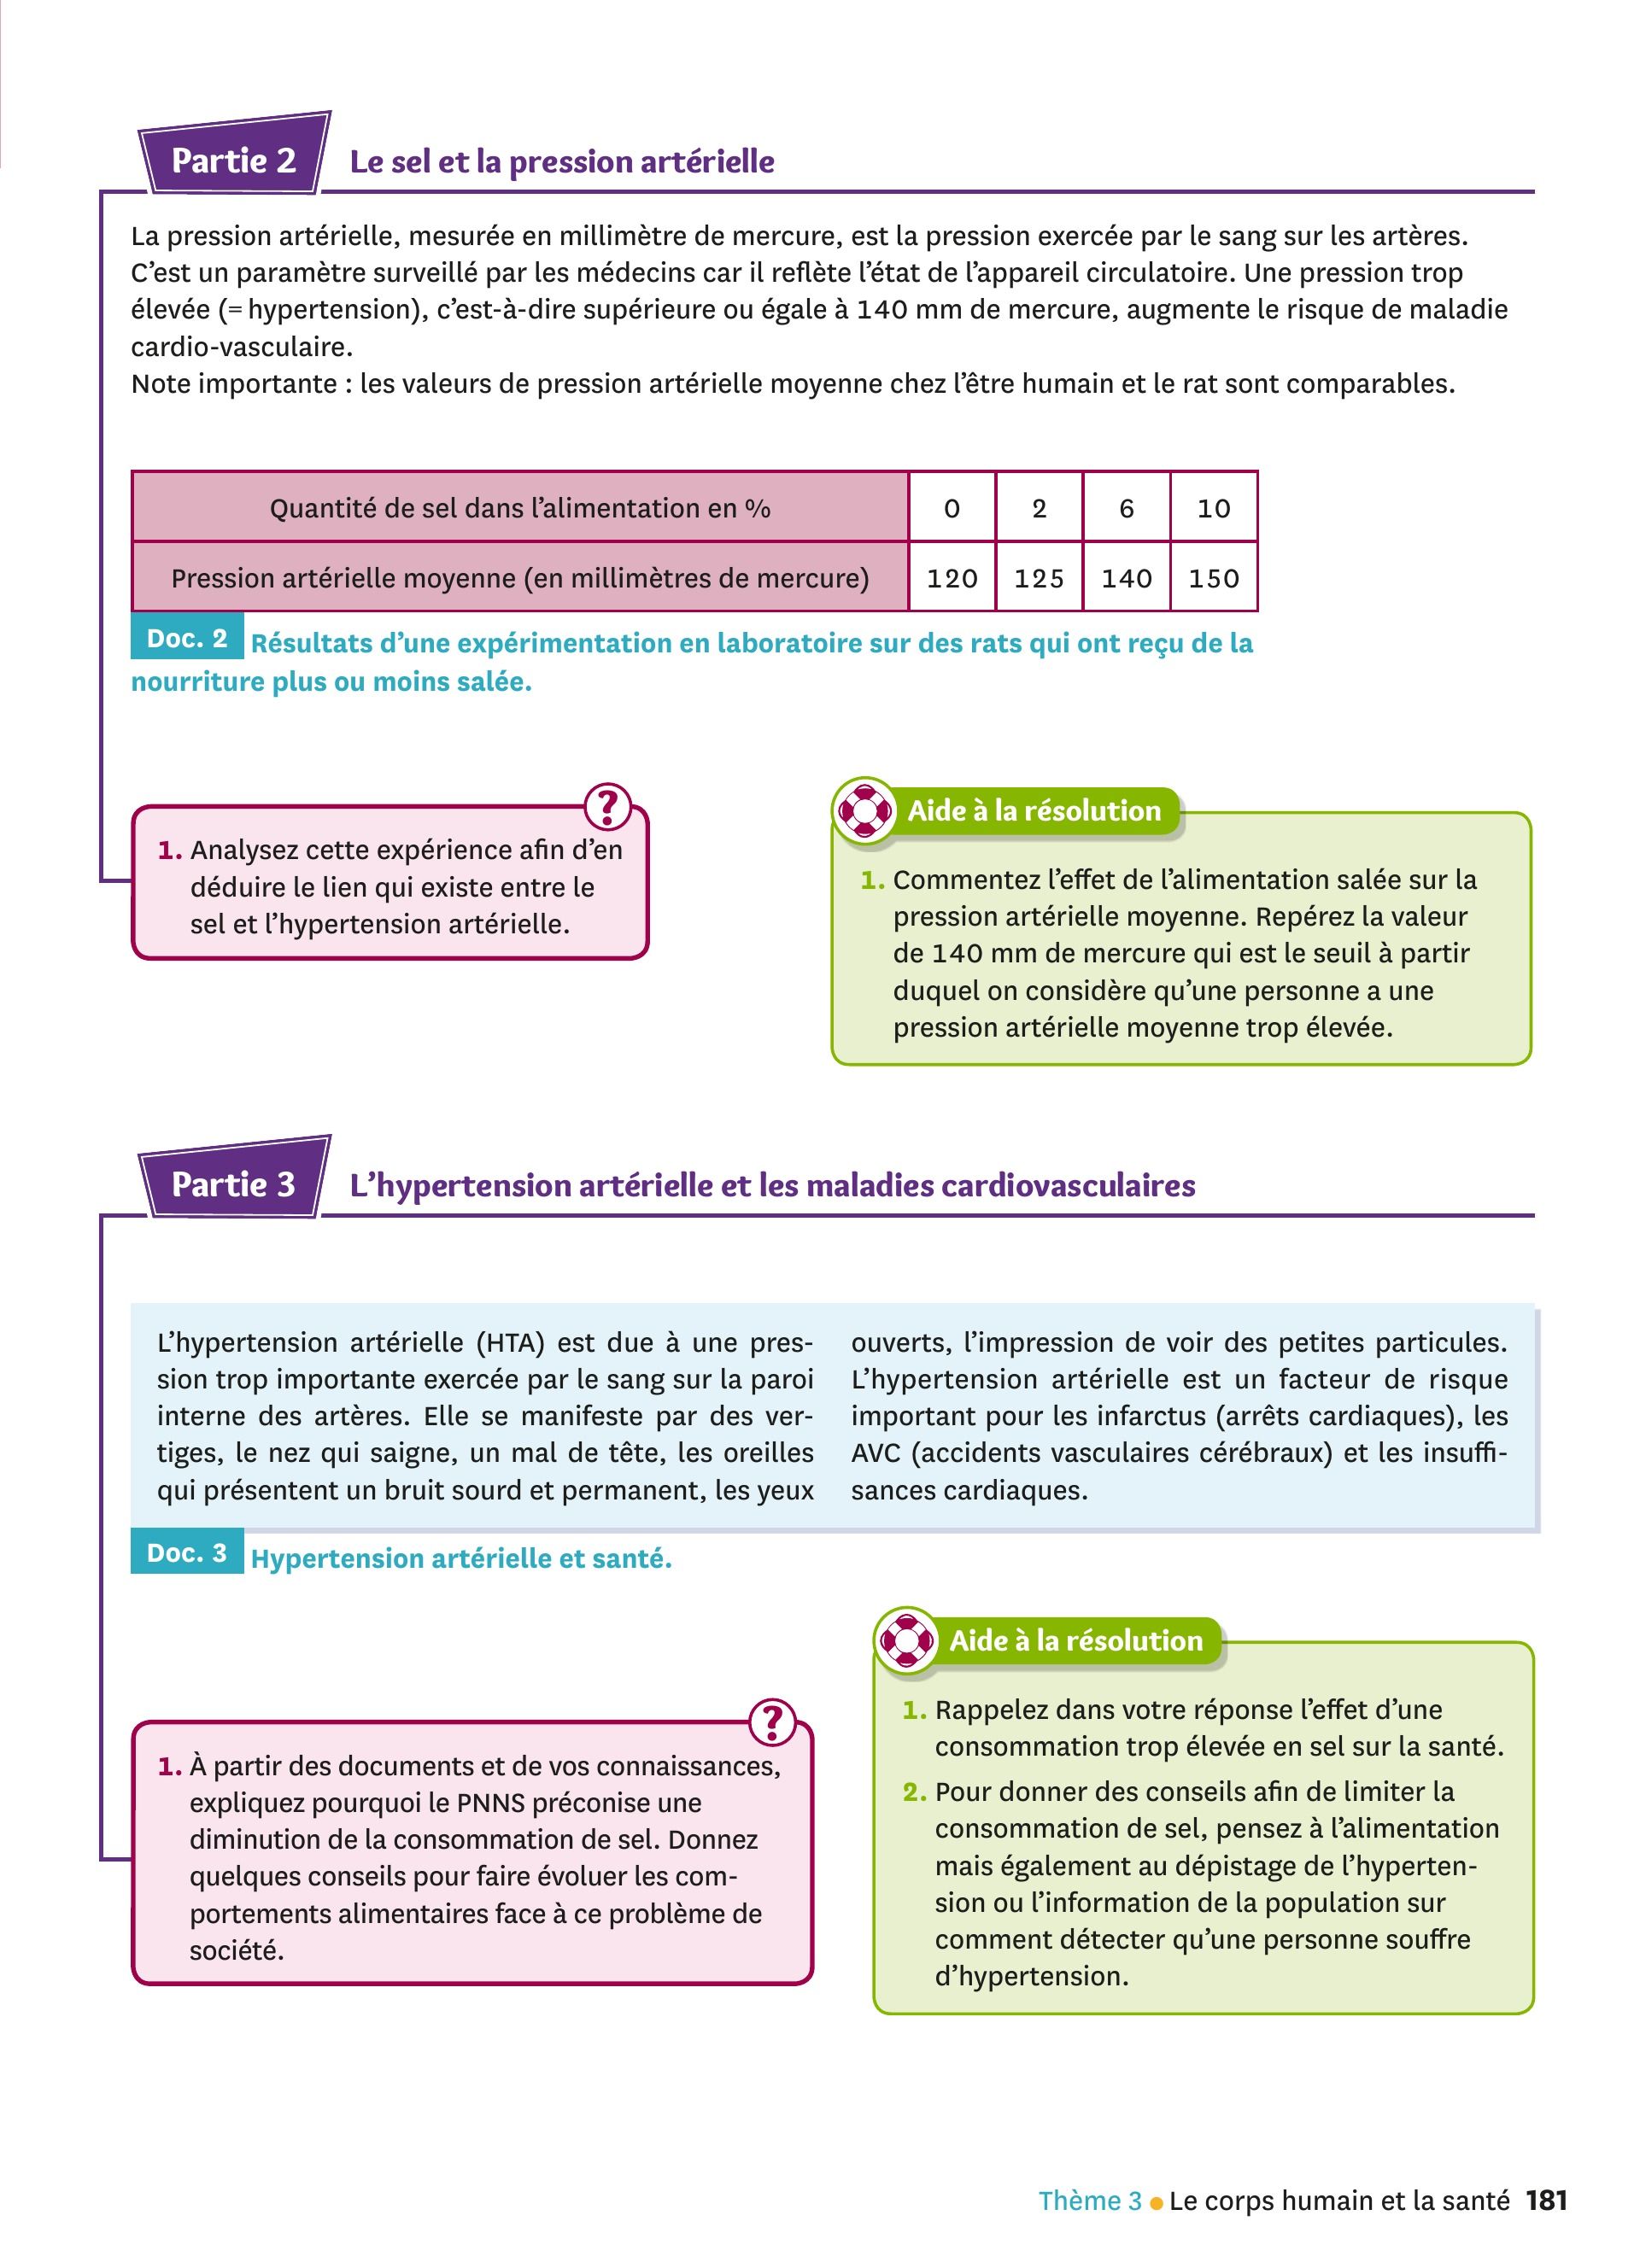 Partie 2
Le sel et la pression artérielle
La pression artérielle, mesurée en millimètre de mercure, est la pression exercée par le sang sur les artères.
C’est un paramètre surveillé par les médecins car il reflète l’état de l’appareil circulatoire. Une pression trop
élevée (= hypertension), c’est-à-dire supérieure ou égale à 140 mm de mercure, augmente le risque de maladie
cardio-vasculaire.
Note importante : les valeurs de pression artérielle moyenne chez l’être humain et le rat sont comparables.
Quantité de sel dans l’alimentation en % 0 2 6 10
Pression artérielle moyenne (en millimètres de mercure) 120 125 140 150
Doc. 2 Résultats d’une expérimentation en laboratoire sur des rats qui ont reçu de la
nourriture plus ou moins salée.
?
1. Analysez cette expérience afin d’en
déduire le lien qui existe entre le
sel et l’hypertension artérielle.
Aide à la résolution
1. Commentez l’effet de l’alimentation salée sur la
pression artérielle moyenne. Repérez la valeur
de 140 mm de mercure qui est le seuil à partir
duquel on considère qu’une personne a une
pression artérielle moyenne trop élevée.
Partie 3
L’hypertension artérielle et les maladies cardiovasculaires
L’hypertension artérielle (HTA) est due à une pres-
sion trop importante exercée par le sang sur la paroi
interne des artères. Elle se manifeste par des ver-
tiges, le nez qui saigne, un mal de tête, les oreilles
qui présentent un bruit sourd et permanent, les yeux
ouverts, l’impression de voir des petites particules.
L’hypertension artérielle est un facteur de risque
important pour les infarctus (arrêts cardiaques), les
AVC (accidents vasculaires cérébraux) et les insuffi-
sances cardiaques.
Doc. 3 Hypertension artérielle et santé.
?
1. À partir des documents et de vos connaissances,
expliquez pourquoi le PNNS préconise une
diminution de la consommation de sel. Donnez
quelques conseils pour faire évoluer les com-
portements alimentaires face à ce problème de
société.
Aide à la résolution
1. Rappelez dans votre réponse l’effet d’une
consommation trop élevée en sel sur la santé.
2. Pour donner des conseils afin de limiter la
consommation de sel, pensez à l’alimentation
mais également au dépistage de l’hyperten-
sion ou l’information de la population sur
comment détecter qu’une personne souffre
d’hypertension.
Thème 3 ● Le corps humain et la santé 181